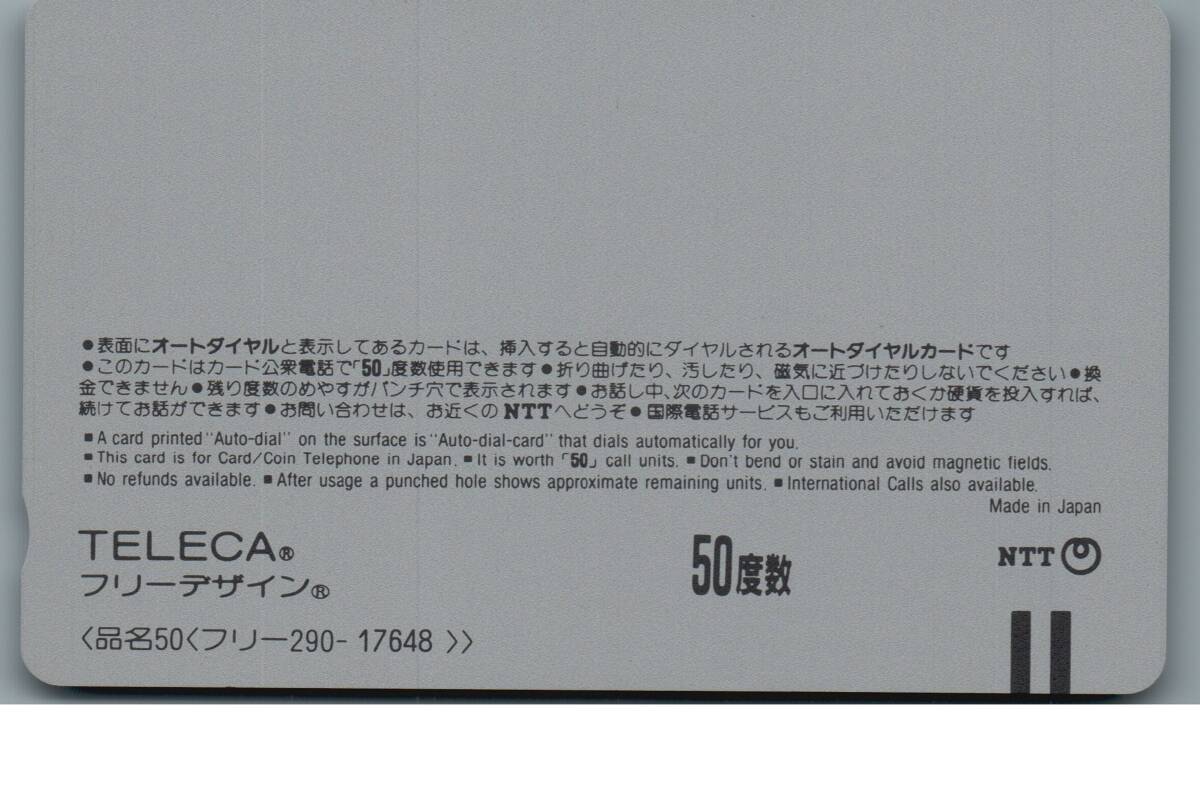 ●表面にオートダイヤルと表示してあるカードは、挿入すると自動的にダイヤルされるオートダイヤルカードです
●このカードはカード公衆電話で「50」度数使用できます●折り曲げたり、汚したり、磁気に近づけたりしないでください●換
金できません●残り度数のめやすがパンチ穴で表示されます●お話し中、次のカードを入口に入れておくか硬貨を投入すれば、
続けてお話ができます●お問い合わせは、お近くのNTTへどうぞ●国際電話サービスもご利用いただけます
■A card printed "Auto-dial" on the surface is "Auto-dial-card" that dials automatically for you.
■This card is for Card/Coin Telephone in Japan. ■It is worth「50」call units. ■Don't bend or stain and avoid magnetic fields.
■No refunds available. ■After usage a punched hole shows approximate remaining units. ■International Calls also available.
Made in Japan
TELECA®
フリーデザイン®
50度数
NTT
〈品名50〈フリー290-17648 〉〉